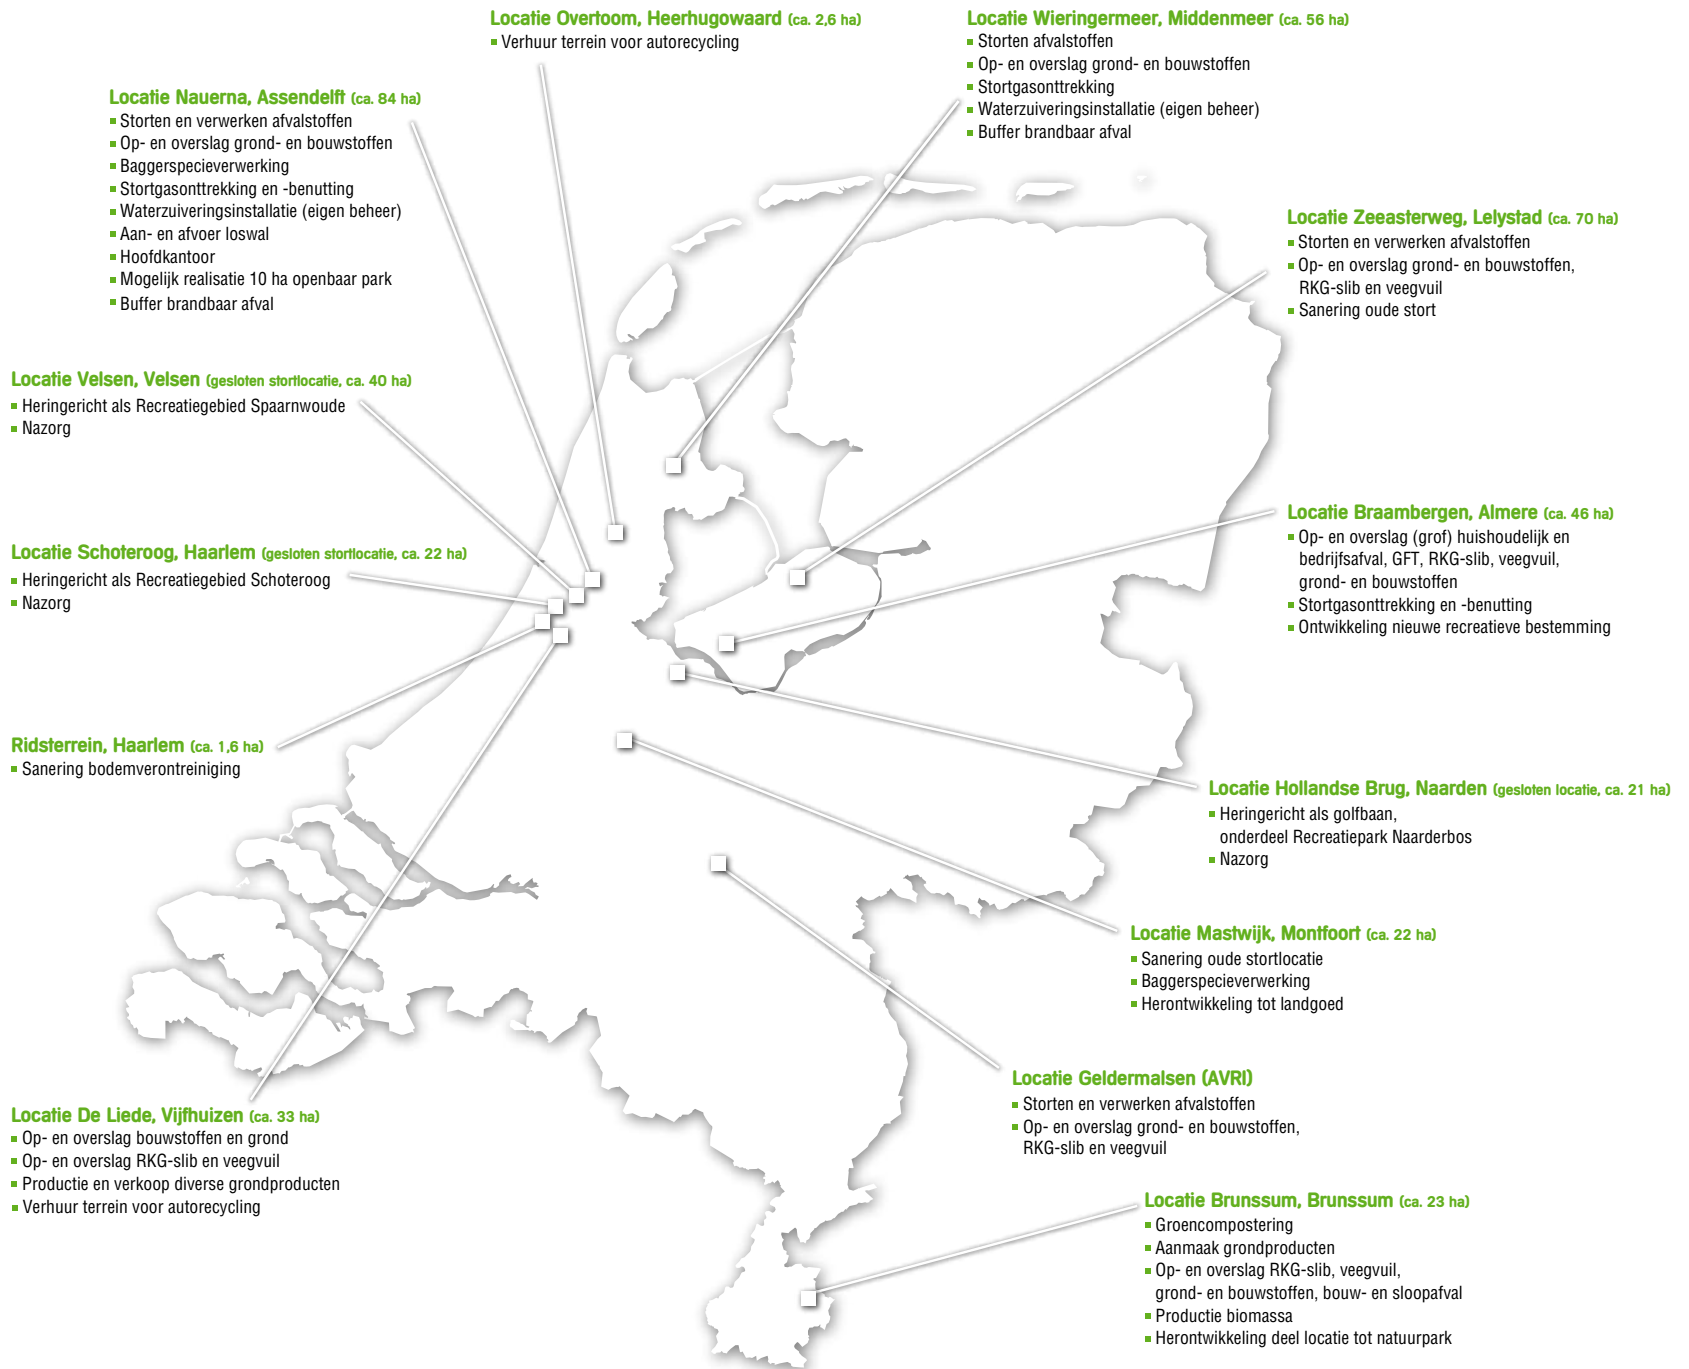 Locatie Overtoom, Heerhugowaard (ca. 2,6 ha)
Verhuur terrein voor autorecycling
Locatie Wieringermeer, Middenmeer (ca. 56 ha)
Storten afvalstoffen
Op- en overslag grond- en bouwstoffen
Stortgasonttrekking
Waterzuiveringsinstallatie (eigen beheer)
Buffer brandbaar afval
Locatie Nauerna, Assendelft (ca. 84 ha)
Storten en verwerken afvalstoffen
Op- en overslag grond- en bouwstoffen
Baggerspecieverwerking
Stortgasonttrekking en -benutting
Waterzuiveringsinstallatie (eigen beheer)
Aan- en afvoer loswal
Hoofdkantoor
Mogelijk realisatie 10 ha openbaar park
Buffer brandbaar afval
Locatie Zeeasterweg, Lelystad (ca. 70 ha)
Storten en verwerken afvalstoffen
Op- en overslag grond- en bouwstoffen,
RKG-slib en veegvuil
Sanering oude stort
Locatie Velsen, Velsen (gesloten stortlocatie, ca. 40 ha)
Heringericht als Recreatiegebied Spaarnwoude
Nazorg
Locatie Braambergen, Almere (ca. 46 ha)
Op- en overslag (grof) huishoudelijk en
bedrijfsafval, GFT, RKG-slib, veegvuil,
grond- en bouwstoffen
Stortgasonttrekking en -benutting
Ontwikkeling nieuwe recreatieve bestemming
Locatie Schoteroog, Haarlem (gesloten stortlocatie, ca. 22 ha)
Heringericht als Recreatiegebied Schoteroog
Nazorg
Ridsterrein, Haarlem (ca. 1,6 ha)
Sanering bodemverontreiniging
Locatie Hollandse Brug, Naarden (gesloten locatie, ca. 21 ha)
Heringericht als golfbaan,
onderdeel Recreatiepark Naarderbos
Nazorg
Locatie Mastwijk, Montfoort (ca. 22 ha)
Sanering oude stortlocatie
Baggerspecieverwerking
Herontwikkeling tot landgoed
Locatie Geldermalsen (AVRI)
Storten en verwerken afvalstoffen
Op- en overslag grond- en bouwstoffen,
RKG-slib en veegvuil
Locatie De Liede, Vijfhuizen (ca. 33 ha)
Op- en overslag bouwstoffen en grond
Op- en overslag RKG-slib en veegvuil
Productie en verkoop diverse grondproducten
Verhuur terrein voor autorecycling
Locatie Brunssum, Brunssum (ca. 23 ha)
Groencompostering
Aanmaak grondproducten
Op- en overslag RKG-slib, veegvuil,
grond- en bouwstoffen, bouw- en sloopafval
Productie biomassa
Herontwikkeling deel locatie tot natuurpark